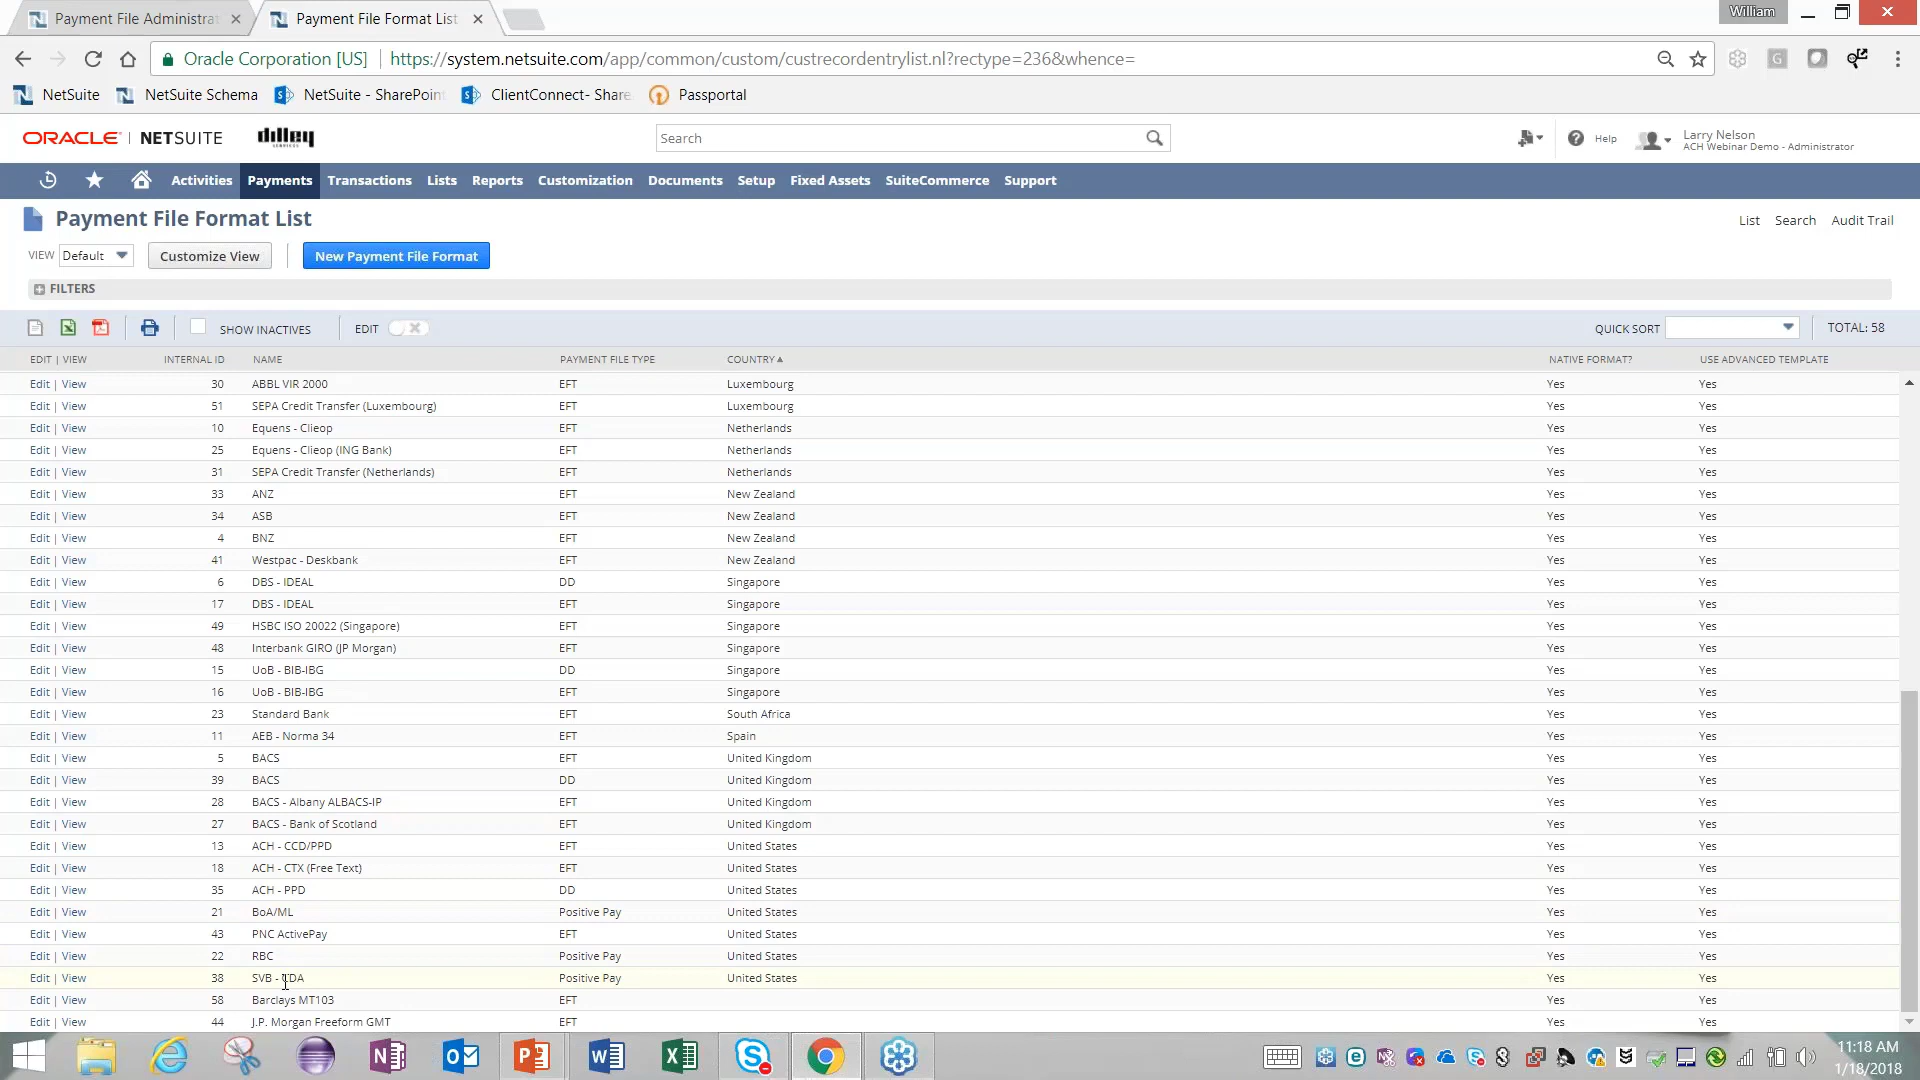 Payment File Administra
Payment File Format List
William
Oracle Corporation [US] | https://system.netsuite.com/app/common/custom/custrecordentrylist.nl?rectype=236&whence=
NetSuite NetSuite Schema NetSuite - SharePoint ClientConnect- Share Passportal
ORACLE | NETSUITE dilley SERVICES Search Help Larry Nelson
ACH Webinar Demo - Administrator
Activities Payments Transactions Lists Reports Customization Documents Setup Fixed Assets SuiteCommerce Support
Payment File Format List List Search Audit Trail
VIEW Default Customize View New Payment File Format
FILTERS
SHOW INACTIVES EDIT QUICK SORT TOTAL: 58
EDIT | VIEW INTERNAL ID NAME PAYMENT FILE TYPE COUNTRY NATIVE FORMAT? USE ADVANCED TEMPLATE
Edit | View 30 ABBL VIR 2000 EFT Luxembourg Yes Yes
Edit | View 51 SEPA Credit Transfer (Luxembourg) EFT Luxembourg Yes Yes
Edit | View 10 Equens - Clieop EFT Netherlands Yes Yes
Edit | View 25 Equens - Clieop (ING Bank) EFT Netherlands Yes Yes
Edit | View 31 SEPA Credit Transfer (Netherlands) EFT Netherlands Yes Yes
Edit | View 33 ANZ EFT New Zealand Yes Yes
Edit | View 34 ASB EFT New Zealand Yes Yes
Edit | View 4 BNZ EFT New Zealand Yes Yes
Edit | View 41 Westpac - Deskbank EFT New Zealand Yes Yes
Edit | View 6 DBS - IDEAL DD Singapore Yes Yes
Edit | View 17 DBS - IDEAL EFT Singapore Yes Yes
Edit | View 49 HSBC ISO 20022 (Singapore) EFT Singapore Yes Yes
Edit | View 48 Interbank GIRO (JP Morgan) EFT Singapore Yes Yes
Edit | View 15 UoB - BIB-IBG DD Singapore Yes Yes
Edit | View 16 UoB - BIB-IBG EFT Singapore Yes Yes
Edit | View 23 Standard Bank EFT South Africa Yes Yes
Edit | View 11 AEB - Norma 34 EFT Spain Yes Yes
Edit | View 5 BACS EFT United Kingdom Yes Yes
Edit | View 39 BACS DD United Kingdom Yes Yes
Edit | View 28 BACS - Albany ALBACS-IP EFT United Kingdom Yes Yes
Edit | View 27 BACS - Bank of Scotland EFT United Kingdom Yes Yes
Edit | View 13 ACH - CCD/PPD EFT United States Yes Yes
Edit | View 18 ACH - CTX (Free Text) EFT United States Yes Yes
Edit | View 35 ACH - PPD DD United States Yes Yes
Edit | View 21 BoA/ML Positive Pay United States Yes Yes
Edit | View 43 PNC ActivePay EFT United States Yes Yes
Edit | View 22 RBC Positive Pay United States Yes Yes
Edit | View 38 SVB - CDA Positive Pay United States Yes Yes
Edit | View 58 Barclays MT103 EFT Yes Yes
Edit | View 44 J.P. Morgan Freeform GMT EFT Yes Yes
11:18 AM
1/18/2018